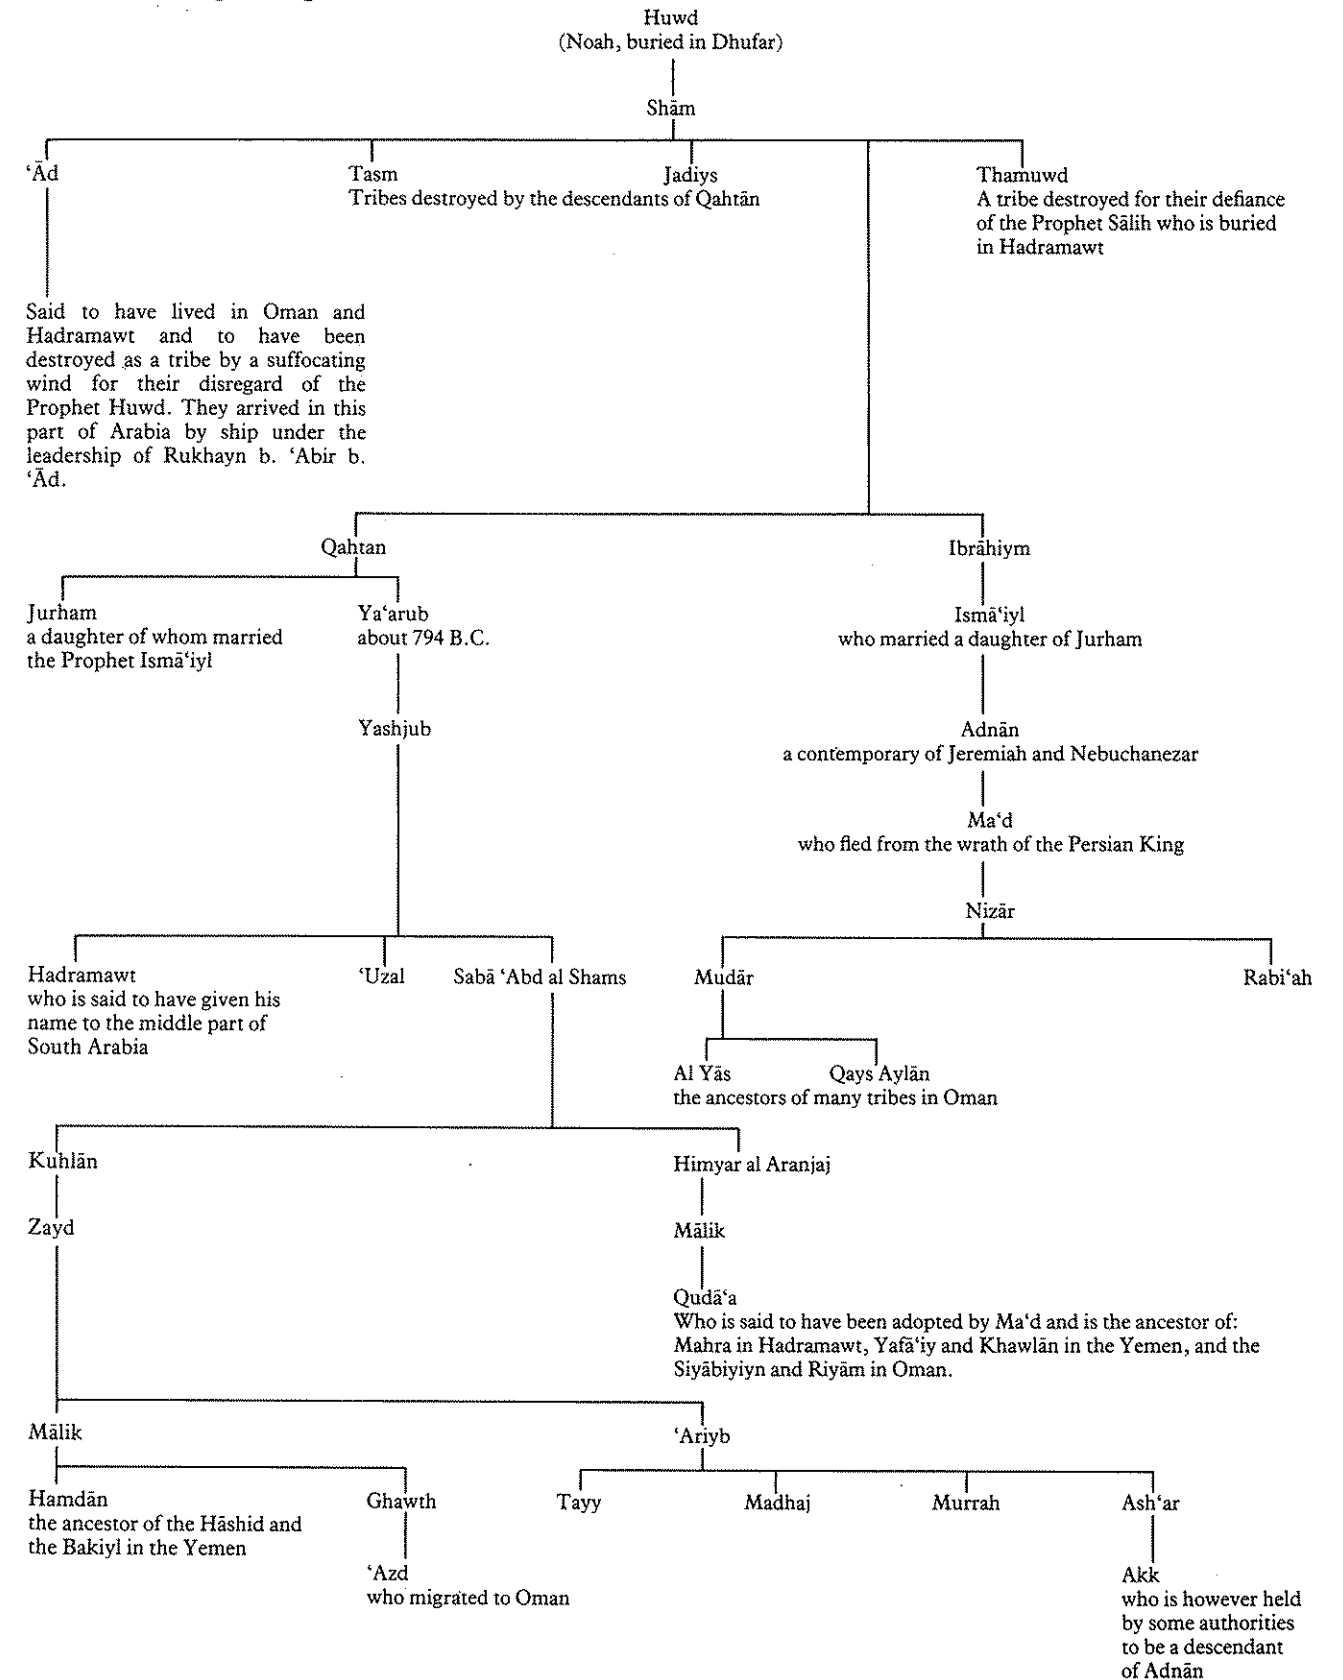 Huwd
(Noah, buried in Dhufar)
Shām
‘Ād
Tasm
Jadiys
Tribes destroyed by the descendants of Qahtān
Thamuwd
A tribe destroyed for their defiance
of the Prophet Sālih who is buried
in Hadramawt
Said to have lived in Oman and
Hadramawt and to have been
destroyed as a tribe by a suffocating
wind for their disregard of the
Prophet Huwd. They arrived in this
part of Arabia by ship under the
leadership of Rukhayn b. ‘Abir b.
‘Ād.
Qahtan
Ibrāhiym
Jurham
a daughter of whom married
the Prophet Ismā‘iyl
Ya‘arub
about 794 B.C.
Ismā‘iyl
who married a daughter of Jurham
Yashjub
Adnān
a contemporary of Jeremiah and Nebuchanezar
Ma‘d
who fled from the wrath of the Persian King
Nizār
Hadramawt
who is said to have given his
name to the middle part of
South Arabia
‘Uzal
Sabā ‘Abd al Shams
Mudār
Rabi‘ah
Al Yās
Qays Aylān
the ancestors of many tribes in Oman
Kuhlān
Himyar al Aranjaj
Zayd
Mālik
Qudā‘a
Who is said to have been adopted by Ma‘d and is the ancestor of:
Mahra in Hadramawt, Yafā‘iy and Khawlān in the Yemen, and the
Siyābiyiyn and Riyām in Oman.
Mālik
‘Ariyb
Hamdān
the ancestor of the Hāshid and
the Bakiyl in the Yemen
Ghawth
Tayy
Madhaj
Murrah
Ash‘ar
‘Azd
who migrated to Oman
Akk
who is however held
by some authorities
to be a descendant
of Adnān